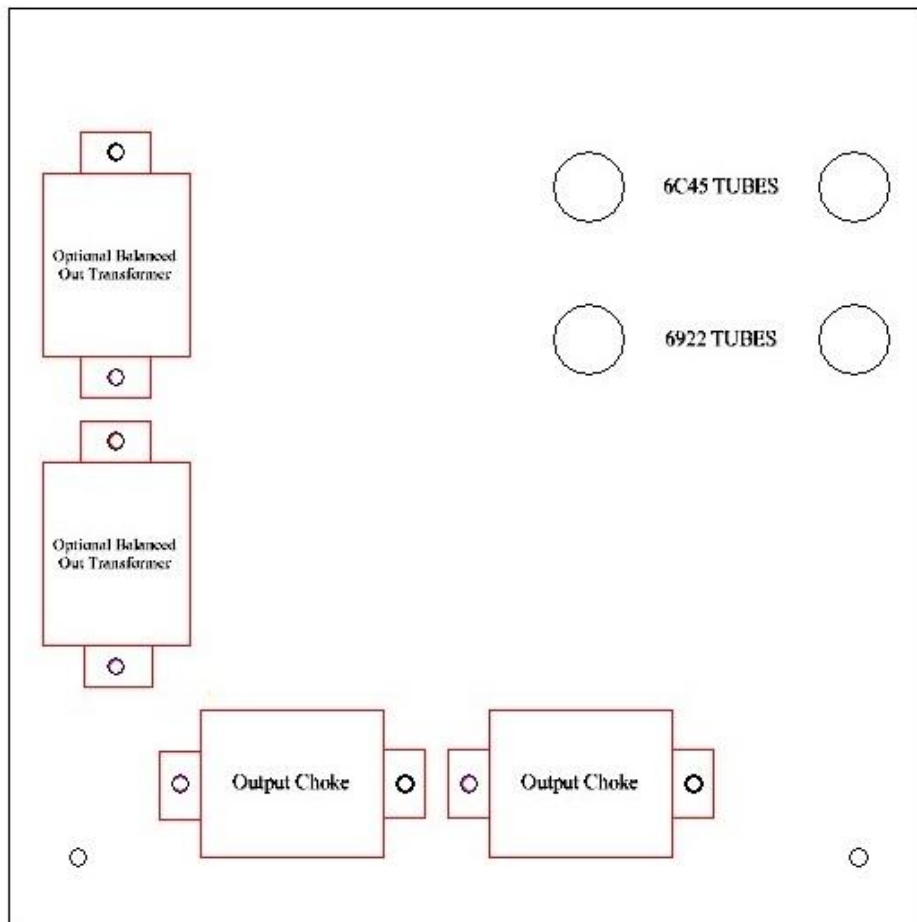 6C45 TUBES
Optional Balanced
Out Transformer
6922 TUBES
Optional Balanced
Out Transformer
Output Choke
Output Choke